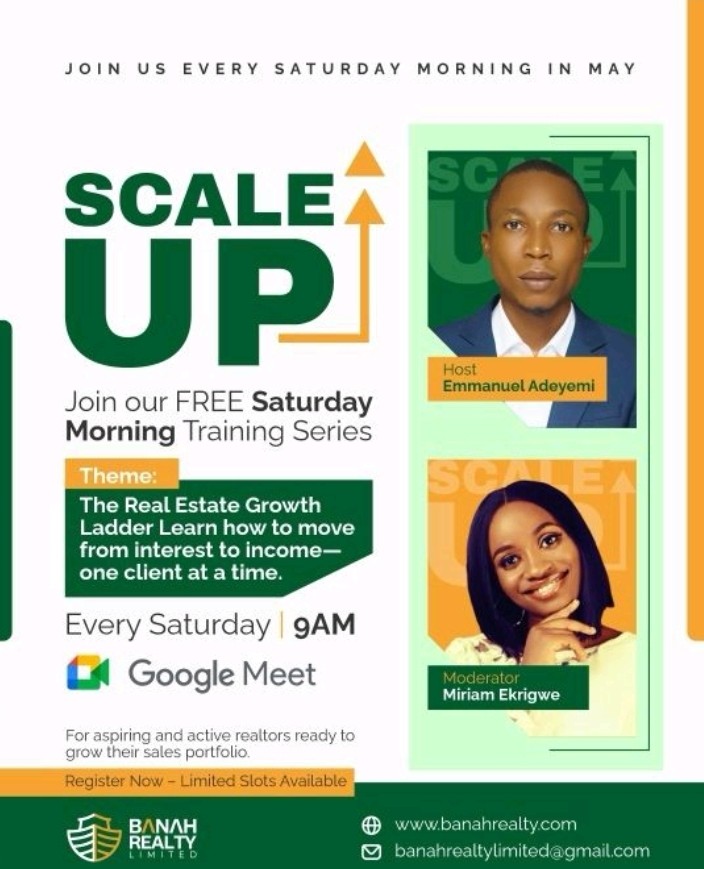 JOIN US EVERY SATURDAY MORNING IN MAY
SCALE
UP
Join our FREE Saturday
Morning Training Series
Theme:
The Real Estate Growth
Ladder Learn how to move
from interest to income—
one client at a time.
Every Saturday | 9AM
Google Meet
For aspiring and active realtors ready to
grow their sales portfolio.
Register Now – Limited Slots Available
SCALE
UP
Host
Emmanuel Adeyemi
SCALE
UP
Moderator
Miriam Ekrigwe
BANAH
REALTY
LIMITED
www.banahrealty.com
banahrealtylimited@gmail.com